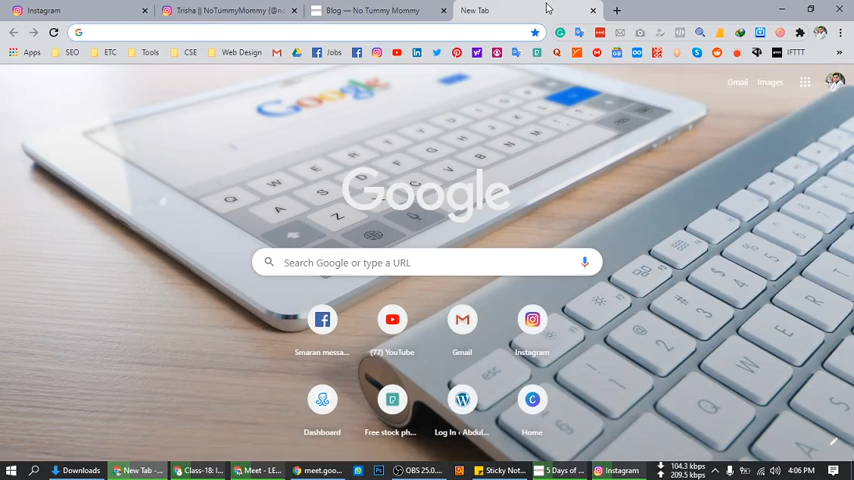 Instagram
Trisha || NoTummyMommy (@no
Blog — No Tummy Mommy
New Tab
Apps
SEO
ETC
Tools
CSE
Web Design
Jobs
IFTTT
Gmail
Images
Google
Google
Search Google or type a URL
Smaran messa...
(77) YouTube
Gmail
Instagram
Dashboard
Free stock ph...
Log In ‹ Abdul...
Home
Downloads
New Tab -...
Class-18: I...
Meet - LE...
meet.goo...
OBS 25.0....
Sticky Not...
5 Days of ...
Instagram
104.3 kbps
209.5 kbps
4:06 PM